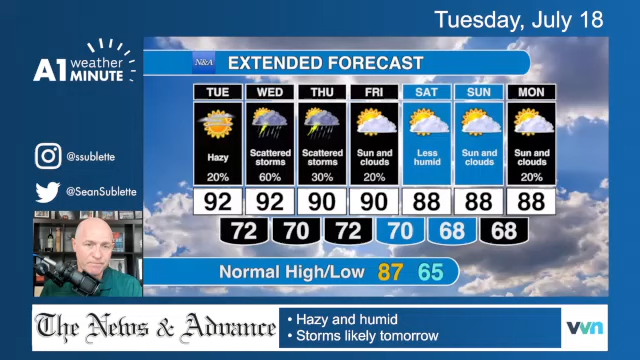 Tuesday, July 18
A1 weather MINUTE
N&A EXTENDED FORECAST
TUE WED THU FRI SAT SUN MON
Hazy Scattered storms Scattered storms Sun and clouds Less humid Sun and clouds Sun and clouds
20% 60% 30% 20% 20%
92 92 90 90 88 88 88
72 70 72 70 68 68
Normal High/Low 87 65
@ssublette
@SeanSublette
The News & Advance
• Hazy and humid
• Storms likely tomorrow
vvn